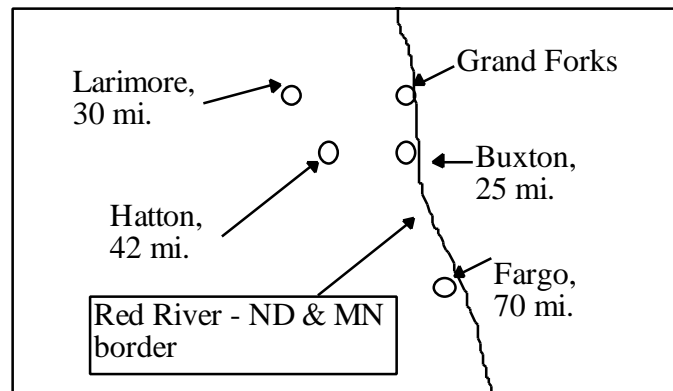 Larimore,
30 mi.
Grand Forks
Buxton,
25 mi.
Hatton,
42 mi.
Fargo,
70 mi.
Red River - ND & MN
border